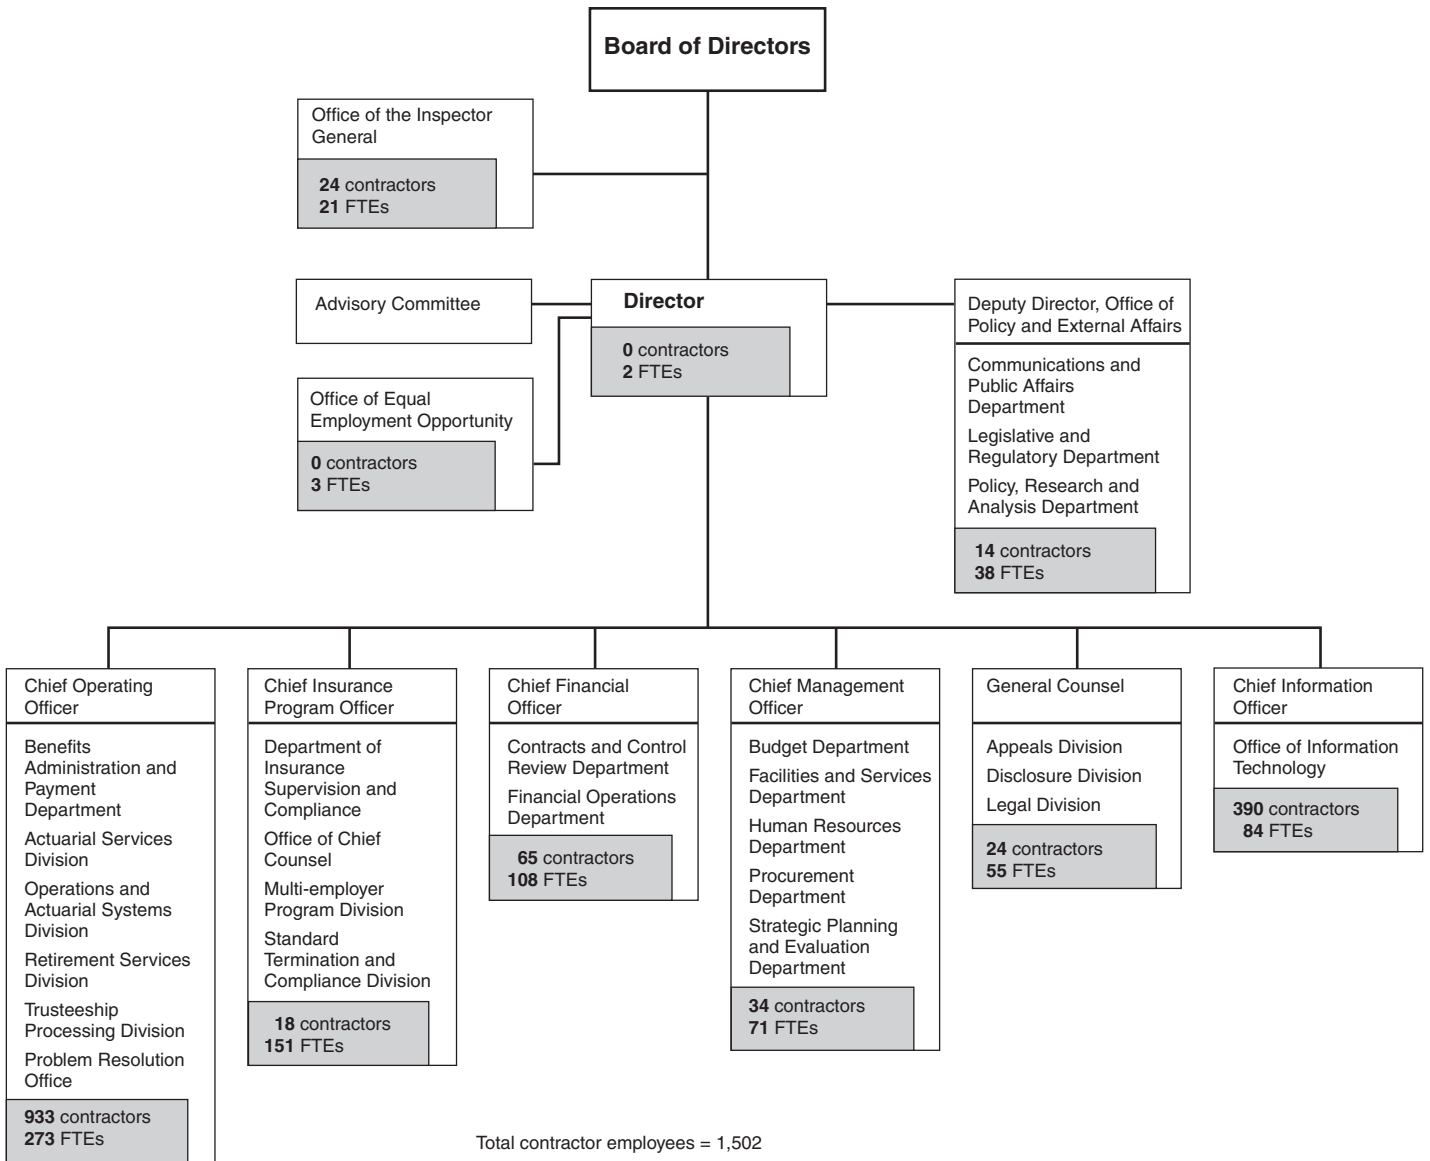 Board of Directors
Office of the Inspector
General
24 contractors
21 FTEs
Advisory Committee
Director
0 contractors
2 FTEs
Deputy Director, Office of
Policy and External Affairs
Communications and
Public Affairs
Department
Legislative and
Regulatory Department
Policy, Research and
Analysis Department
14 contractors
38 FTEs
Office of Equal
Employment Opportunity
0 contractors
3 FTEs
Chief Operating
Officer
Benefits
Administration and
Payment
Department
Actuarial Services
Division
Operations and
Actuarial Systems
Division
Retirement Services
Division
Trusteeship
Processing Division
Problem Resolution
Office
933 contractors
273 FTEs
Chief Insurance
Program Officer
Department of
Insurance
Supervision and
Compliance
Office of Chief
Counsel
Multi-employer
Program Division
Standard
Termination and
Compliance Division
18 contractors
151 FTEs
Chief Financial
Officer
Contracts and Control
Review Department
Financial Operations
Department
65 contractors
108 FTEs
Chief Management
Officer
Budget Department
Facilities and Services
Department
Human Resources
Department
Procurement
Department
Strategic Planning
and Evaluation
Department
34 contractors
71 FTEs
General Counsel
Appeals Division
Disclosure Division
Legal Division
24 contractors
55 FTEs
Chief Information
Officer
Office of Information
Technology
390 contractors
84 FTEs
Total contractor employees = 1,502